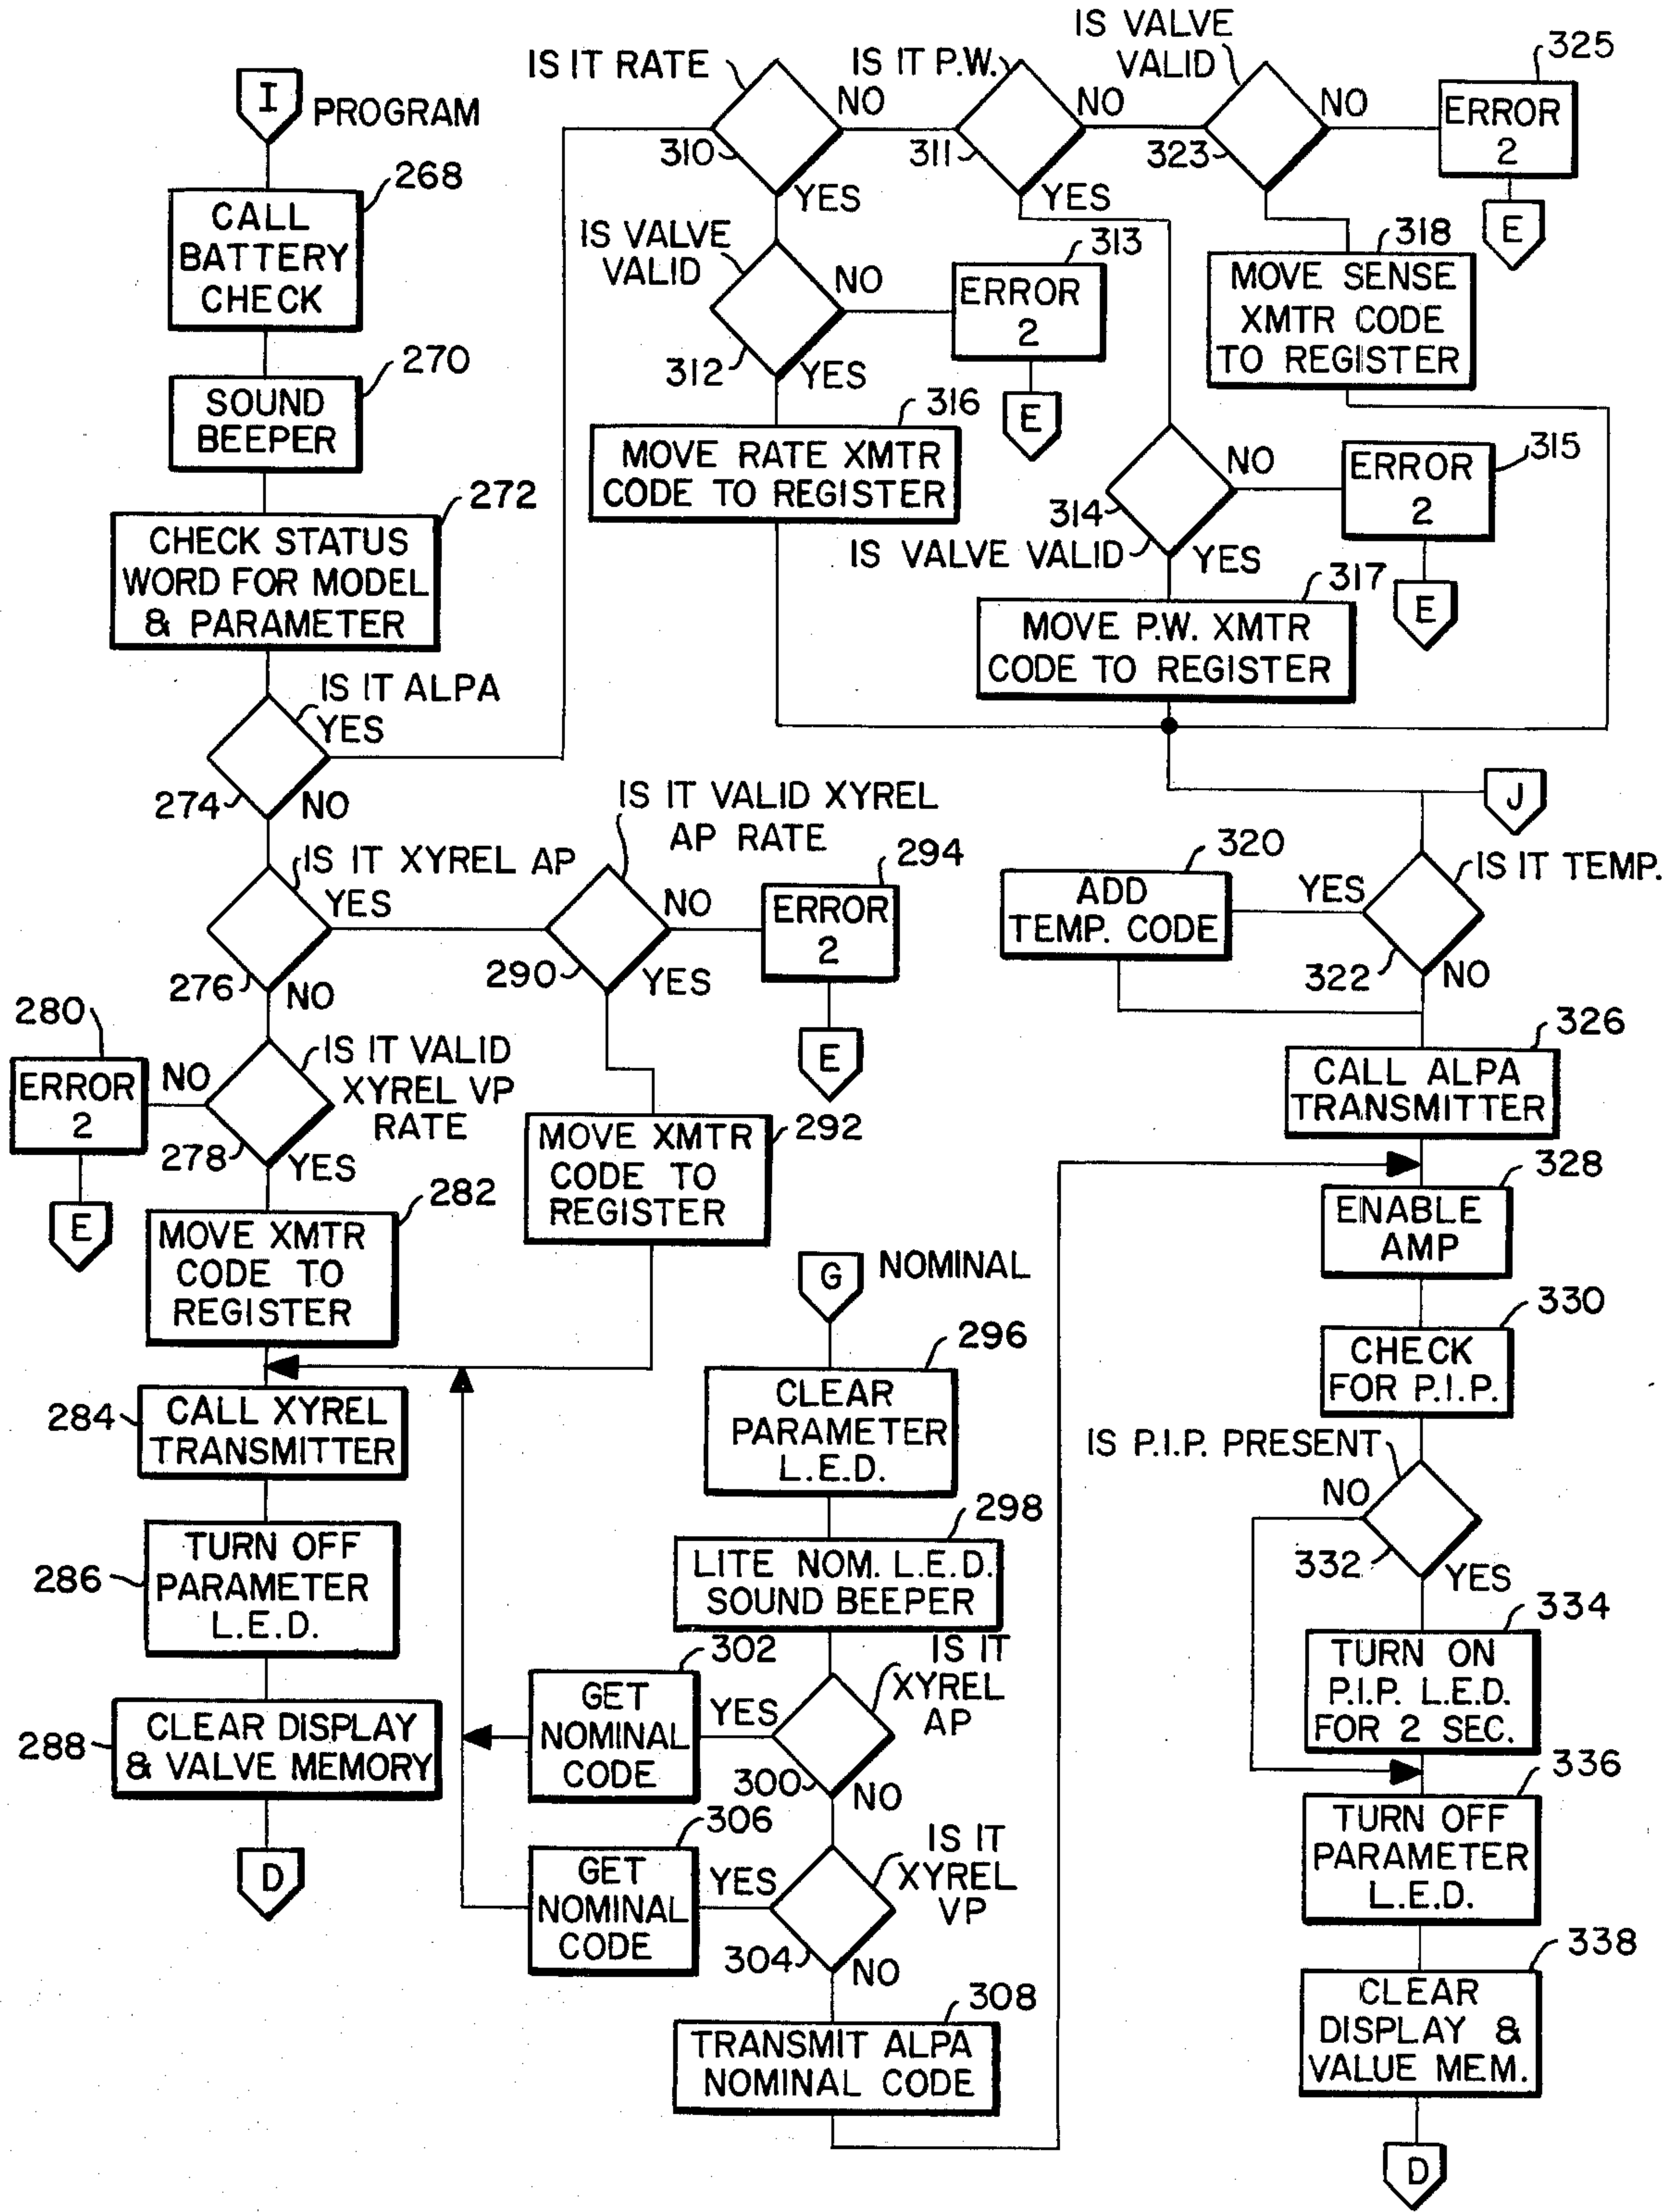 I
PROGRAM
268
CALL
BATTERY
CHECK
270
SOUND
BEEPER
272
CHECK STATUS
WORD FOR MODEL
& PARAMETER
IS IT ALPA
YES
274
NO
IS IT XYREL AP
YES
276
NO
IS IT VALID XYREL
AP RATE
290
NO
YES
294
ERROR
2
E
280
ERROR
2
E
NO
IS IT VALID
XYREL VP
RATE
278
YES
282
MOVE XMTR
CODE TO
REGISTER
292
MOVE XMTR
CODE TO
REGISTER
284
CALL XYREL
TRANSMITTER
286
TURN OFF
PARAMETER
L.E.D.
288
CLEAR DISPLAY
& VALVE MEMORY
D
G
NOMINAL
296
CLEAR
PARAMETER
L.E.D.
298
LITE NOM. L.E.D.
SOUND BEEPER
IS IT
XYREL
AP
300
YES
NO
302
GET
NOMINAL
CODE
IS IT
XYREL
VP
304
YES
NO
306
GET
NOMINAL
CODE
308
TRANSMIT ALPA
NOMINAL CODE
IS IT RATE
310
NO
YES
IS IT P.W.
311
NO
YES
IS VALVE
VALID
323
NO
325
ERROR
2
E
IS VALVE
VALID
312
NO
YES
313
ERROR
2
E
318
MOVE SENSE
XMTR CODE
TO REGISTER
316
MOVE RATE XMTR
CODE TO REGISTER
314
IS VALVE VALID
NO
YES
315
ERROR
2
E
317
MOVE P.W. XMTR
CODE TO REGISTER
J
IS IT TEMP.
322
YES
NO
320
ADD
TEMP. CODE
326
CALL ALPA
TRANSMITTER
328
ENABLE
AMP
330
CHECK
FOR P.I.P.
IS P.I.P. PRESENT
NO
332
YES
334
TURN ON
P.I.P. L.E.D.
FOR 2 SEC.
336
TURN OFF
PARAMETER
L.E.D.
338
CLEAR
DISPLAY &
VALUE MEM.
D